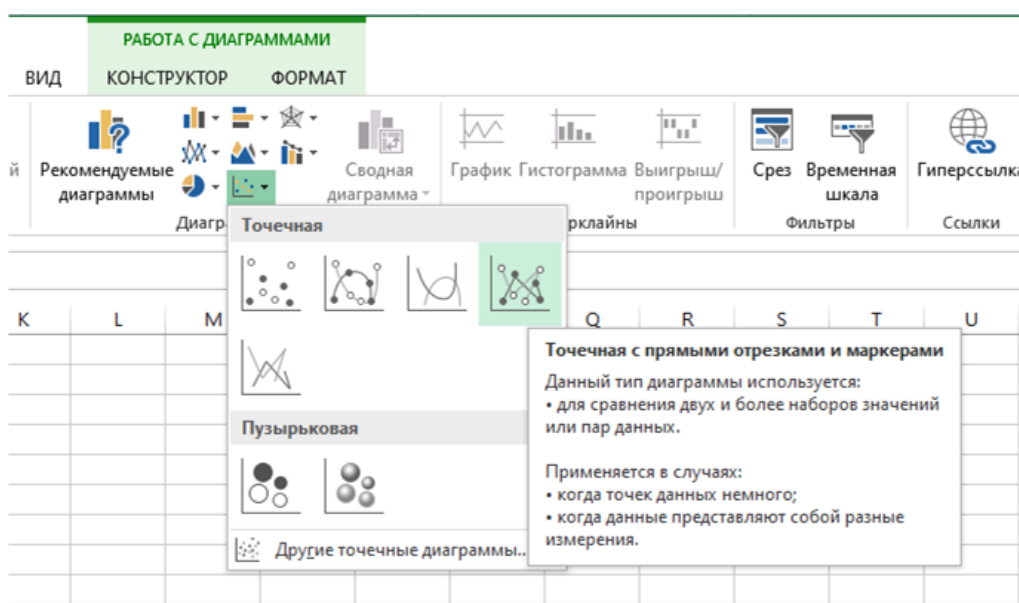 РАБОТА С ДИАГРАММАМИ
ВИД КОНСТРУКТОР ФОРМАТ
й
Рекомендуемые
диаграммы
Сводная
диаграмма
График Гистограмма Выигрыш/
проигрыш
Срез Временная
шкала
Гиперссылка
Диагр
рклайны
Фильтры
Ссылки
Точечная
K L M Q R S T U
Точечная с прямыми отрезками и маркерами
Данный тип диаграммы используется:
• для сравнения двух и более наборов значений
или пар данных.
Применяется в случаях:
• когда точек данных немного;
• когда данные представляют собой разные
измерения.
Пузырьковая
Другие точечные диаграммы..